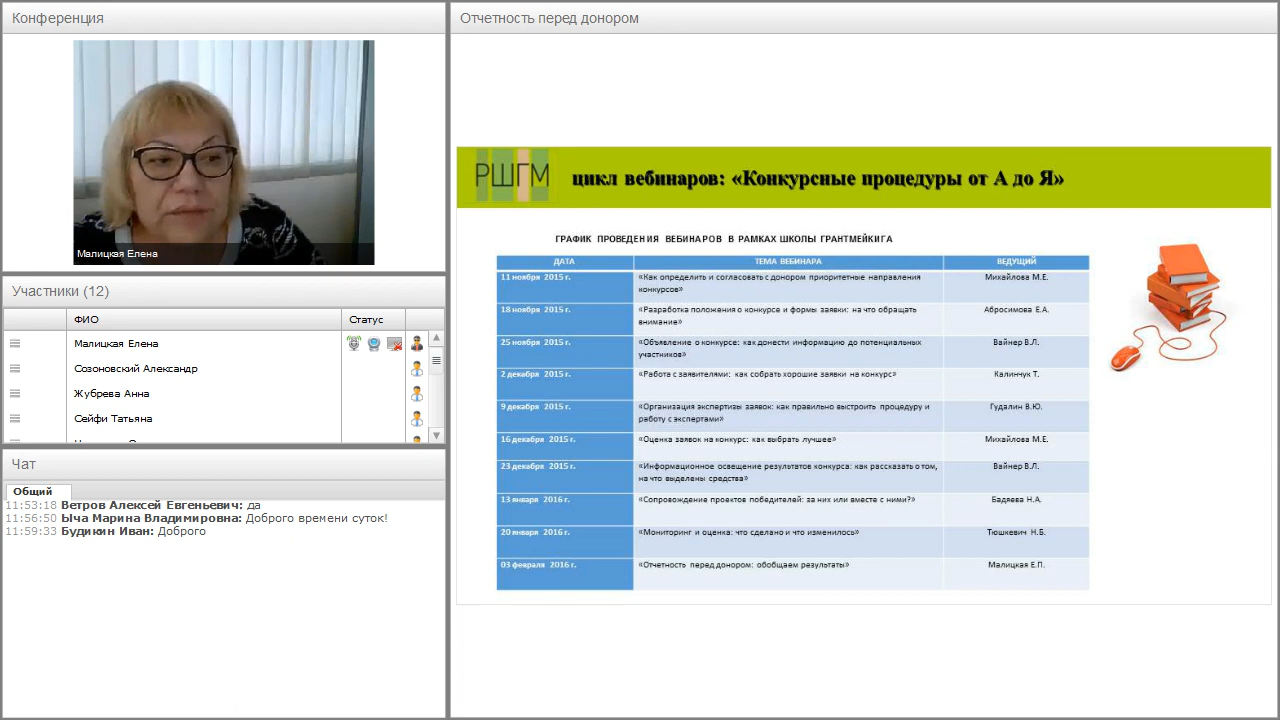 Конференция
Малицкая Елена
Участники (12)
ФИО
Статус
Малицкая Елена
Созоновский Александр
Жубрева Анна
Сейфи Татьяна
Чат
Общий
11:53:18 Ветров Алексей Евгеньевич: да
11:56:50 Ыча Марина Владимировна: Доброго времени суток!
11:59:33 Будикин Иван: Доброго
Отчетность перед донором
РШГМ
цикл вебинаров: «Конкурсные процедуры от А до Я»
ГРАФИК ПРОВЕДЕНИЯ ВЕБИНАРОВ В РАМКАХ ШКОЛЫ ГРАНТМЕЙКИГА
ДАТА ТЕМА ВЕБИНАРА ВЕДУЩИЙ
11 ноября 2015 г. «Как определить и согласовать с донором приоритетные направления Михайлова М.Е.
конкурсов»
18 ноября 2015 г. «Разработка положения о конкурсе и формы заявки: на что обращать Абросимова Е.А.
внимание»
25 ноября 2015 г. «Объявление о конкурсе: как донести информацию до потенциальных Вайнер В.Л.
участников»
2 декабря 2015 г. «Работа с заявителями: как собрать хорошие заявки на конкурс» Калинчук Т.
9 декабря 2015 г. «Организация экспертизы заявок: как правильно выстроить процедуру и Гудалин В.Ю.
работу с экспертами»
16 декабря 2015 г. «Оценка заявок на конкурс: как выбрать лучшее» Михайлова М.Е.
23 декабря 2015 г. «Информационное освещение результатов конкурса: как рассказать о том, Вайнер В.Л.
на что выделены средства»
13 января 2016 г. «Сопровождение проектов победителей: за них или вместе с ними?» Бадяева Н.А.
20 января 2016 г. «Мониторинг и оценка: что сделано и что изменилось» Тюшкевич Н.Б.
03 февраля 2016 г. «Отчетность перед донором: обобщаем результаты» Малицкая Е.П.